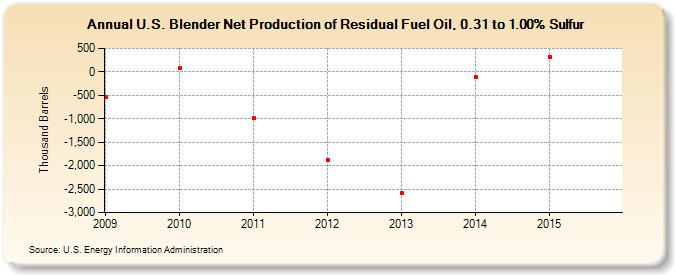 Annual U.S. Blender Net Production of Residual Fuel Oil, 0.31 to 1.00% Sulfur
Thousand Barrels
500
0
-500
-1,000
-1,500
-2,000
-2,500
-3,000
2009 2010 2011 2012 2013 2014 2015
Source: U.S. Energy Information Administration